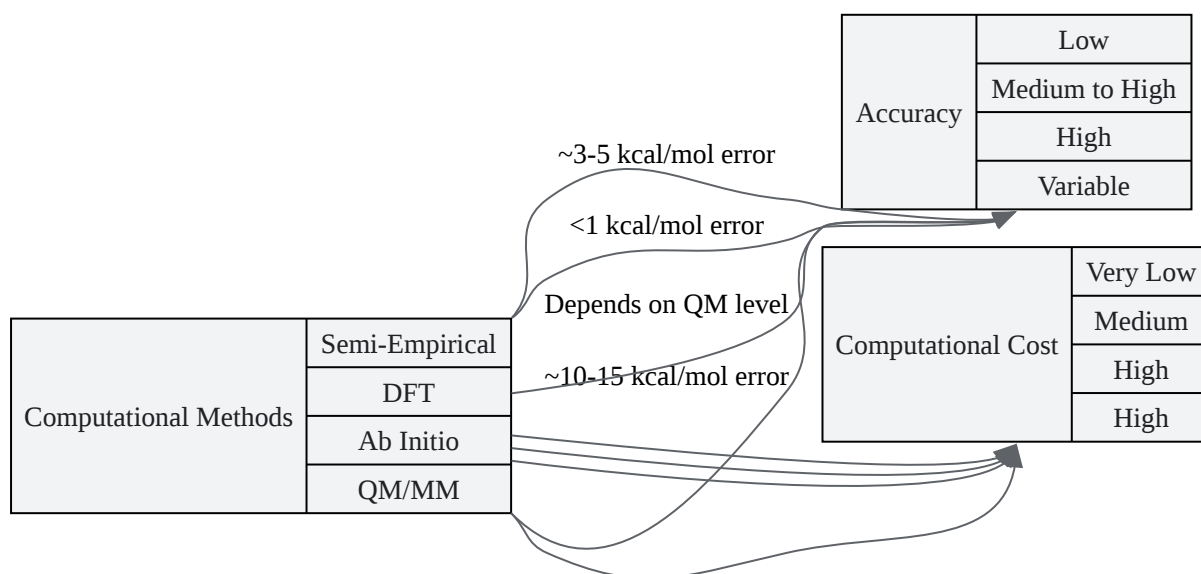 Accuracy
Low
Medium to High
High
Variable
~3-5 kcal/mol error
<1 kcal/mol error
Depends on QM level
~10-15 kcal/mol error
Computational Cost
Very Low
Medium
High
High
Computational Methods
Semi-Empirical
DFT
Ab Initio
QM/MM